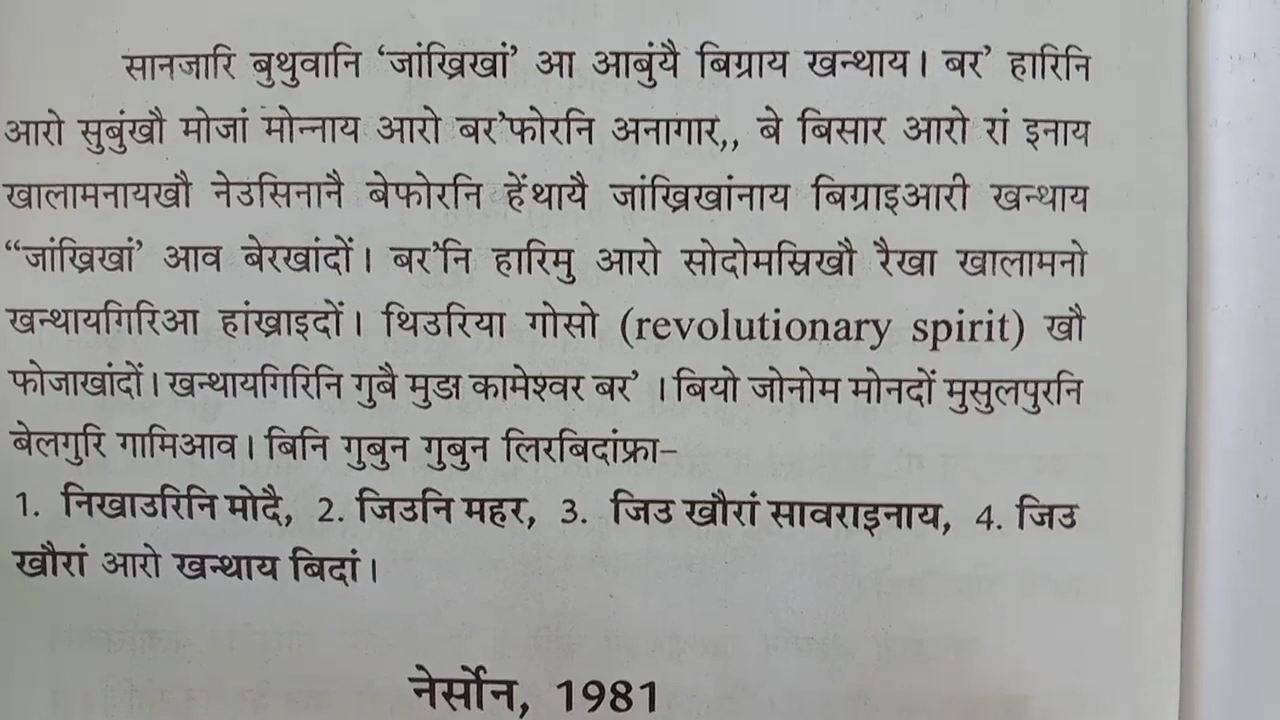 सानजारि बुथुवानि ‘जांख्रिखां’ आ आबुंयै बिग्राय खन्थाय। बर’ हारिनि
आरो सुबुंखौ मोजां मोन्नाय आरो बर’फोरनि अनागार,, बे बिसार आरो रां इनाय
खालामनायखौ नेउसिनानै बेफोरनि हेंथायै जांख्रिखांनाय बिग्राइआरी खन्थाय
“जांख्रिखां’ आव बेरखांदों। बर’नि हारिमु आरो सोदोमस्रिखौ रैखा खालामनो
खन्थायगिरिआ हांख्राइदों। थिउरिया गोसो (revolutionary spirit) खौ
फोजाखांदों। खन्थायगिरिनि गुबै मुङा कामेश्वर बर’ । बियो जोनोम मोनदों मुसुलपुरनि
बेलगुरि गामिआव। बिनि गुबुन गुबुन लिरबिदांफ्रा–
1. निखाउरिनि मोदै, 2. जिउनि महर, 3. जिउ खौरां सावराइनाय, 4. जिउ
खौरां आरो खन्थाय बिदां।
नेर्सोन, 1981